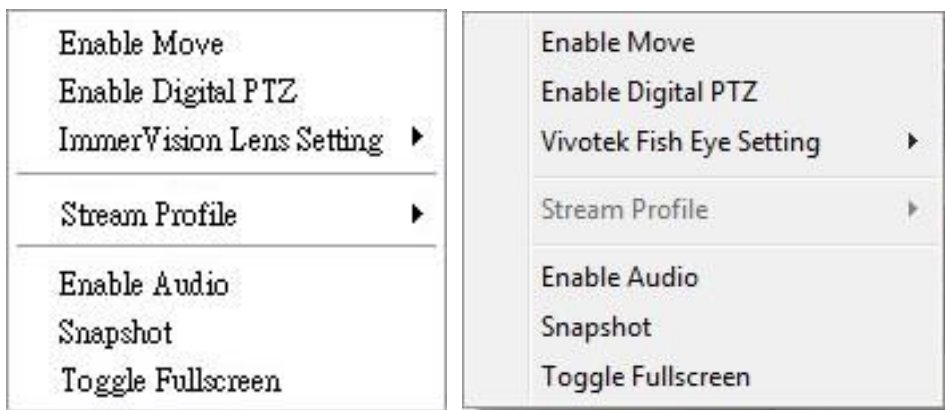 Enable Move
Enable Digital PTZ
ImmerVision Lens Setting
Stream Profile
Enable Audio
Snapshot
Toggle Fullscreen
Enable Move
Enable Digital PTZ
Vivotek Fish Eye Setting
Stream Profile
Enable Audio
Snapshot
Toggle Fullscreen